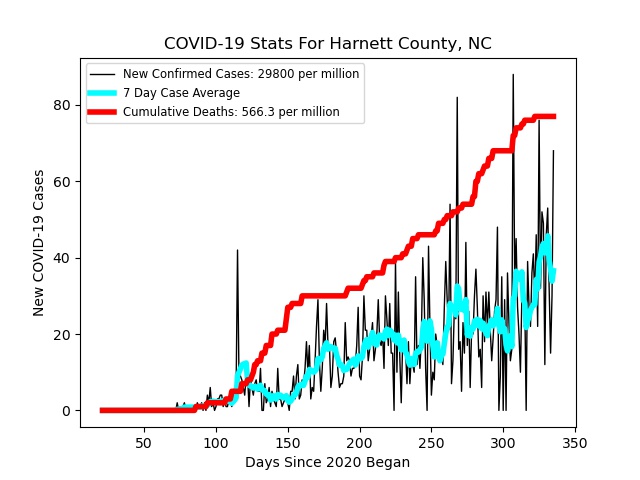 COVID-19 Stats For Harnett County, NC
New Confirmed Cases: 29800 per million
7 Day Case Average
Cumulative Deaths: 566.3 per million
New COVID-19 Cases
80
60
40
20
0
50 100 150 200 250 300 350
Days Since 2020 Began